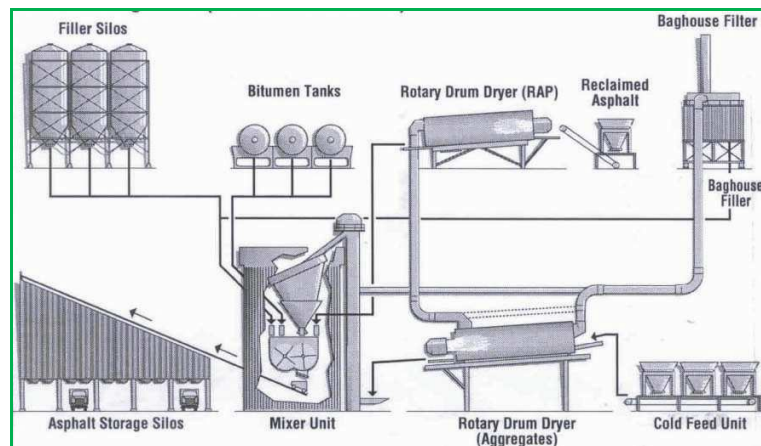 Filler Silos
Baghouse Filter
Bitumen Tanks
Rotary Drum Dryer (RAP)
Reclaimed
Asphalt
Baghouse
Filler
Asphalt Storage Silos
Mixer Unit
Rotary Drum Dryer
(Aggregates)
Cold Feed Unit